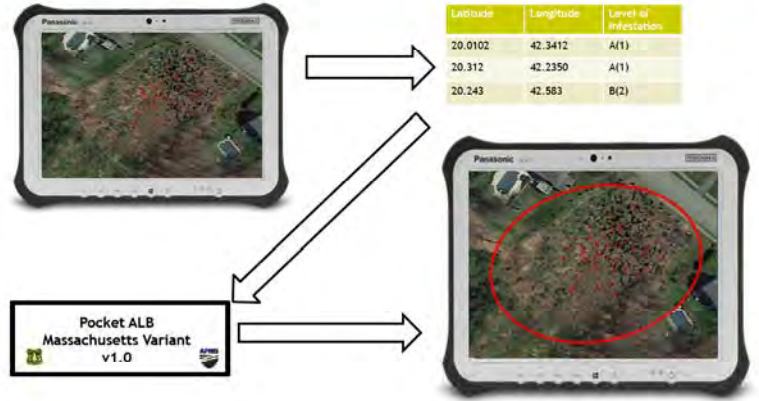 Panasonic
Latitude Longitude Level of Infestation
20.0102 42.3412 A(1)
20.312 42.2350 A(1)
20.243 42.583 B(2)
Panasonic
Pocket ALB
Massachusetts Variant
v1.0